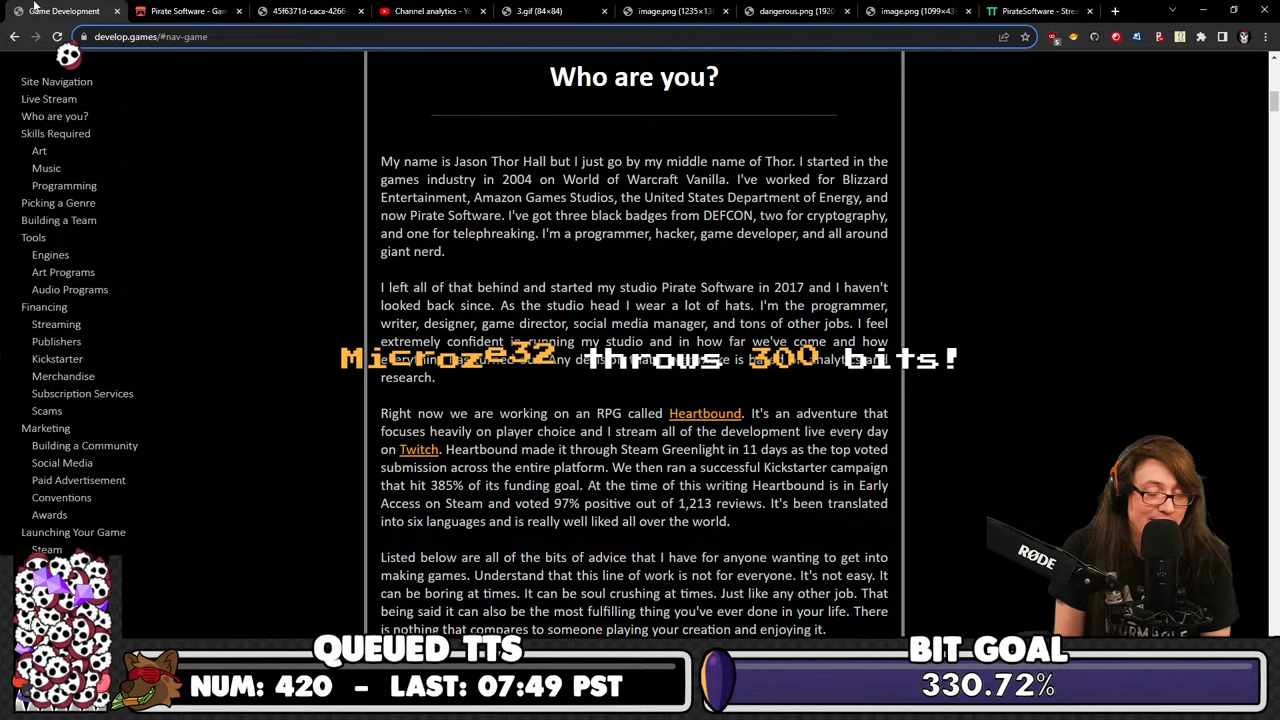 Game Development
Pirate Software - Gam
45f6371d-caca-4266-
Channel analytics - Yo
3.gif (84×84)
image.png (1235×13
dangerous.png (1920
image.png (1099×43
PirateSoftware - Stre
develop.games/#nav-game
Site Navigation
Live Stream
Who are you?
Skills Required
Art
Music
Programming
Picking a Genre
Building a Team
Tools
Engines
Art Programs
Audio Programs
Financing
Streaming
Publishers
Kickstarter
Merchandise
Subscription Services
Scams
Marketing
Building a Community
Social Media
Paid Advertisement
Conventions
Awards
Launching Your Game
Steam
Who are you?
My name is Jason Thor Hall but I just go by my middle name of Thor. I started in the
games industry in 2004 on World of Warcraft Vanilla. I've worked for Blizzard
Entertainment, Amazon Games Studios, the United States Department of Energy, and
now Pirate Software. I've got three black badges from DEFCON, two for cryptography,
and one for telephreaking. I'm a programmer, hacker, game developer, and all around
giant nerd.
I left all of that behind and started my studio Pirate Software in 2017 and I haven't
looked back since. As the studio head I wear a lot of hats. I'm the programmer,
writer, designer, game director, social media manager, and tons of other jobs. I feel
extremely confident in running my studio and in how far we've come and how
research.
Microze32 throws 300 bits!
Right now we are working on an RPG called Heartbound. It's an adventure that
focuses heavily on player choice and I stream all of the development live every day
on Twitch. Heartbound made it through Steam Greenlight in 11 days as the top voted
submission across the entire platform. We then ran a successful Kickstarter campaign
that hit 385% of its funding goal. At the time of this writing Heartbound is in Early
Access on Steam and voted 97% positive out of 1,213 reviews. It's been translated
into six languages and is really well liked all over the world.
Listed below are all of the bits of advice that I have for anyone wanting to get into
making games. Understand that this line of work is not for everyone. It's not easy. It
can be boring at times. It can be soul crushing at times. Just like any other job. That
being said it can also be the most fulfilling thing you've ever done in your life. There
is nothing that compares to someone playing your creation and enjoying it.
RØDE
QUEUED TTS
NUM: 420 - LAST: 07:49 PST
BIT GOAL
330.72%